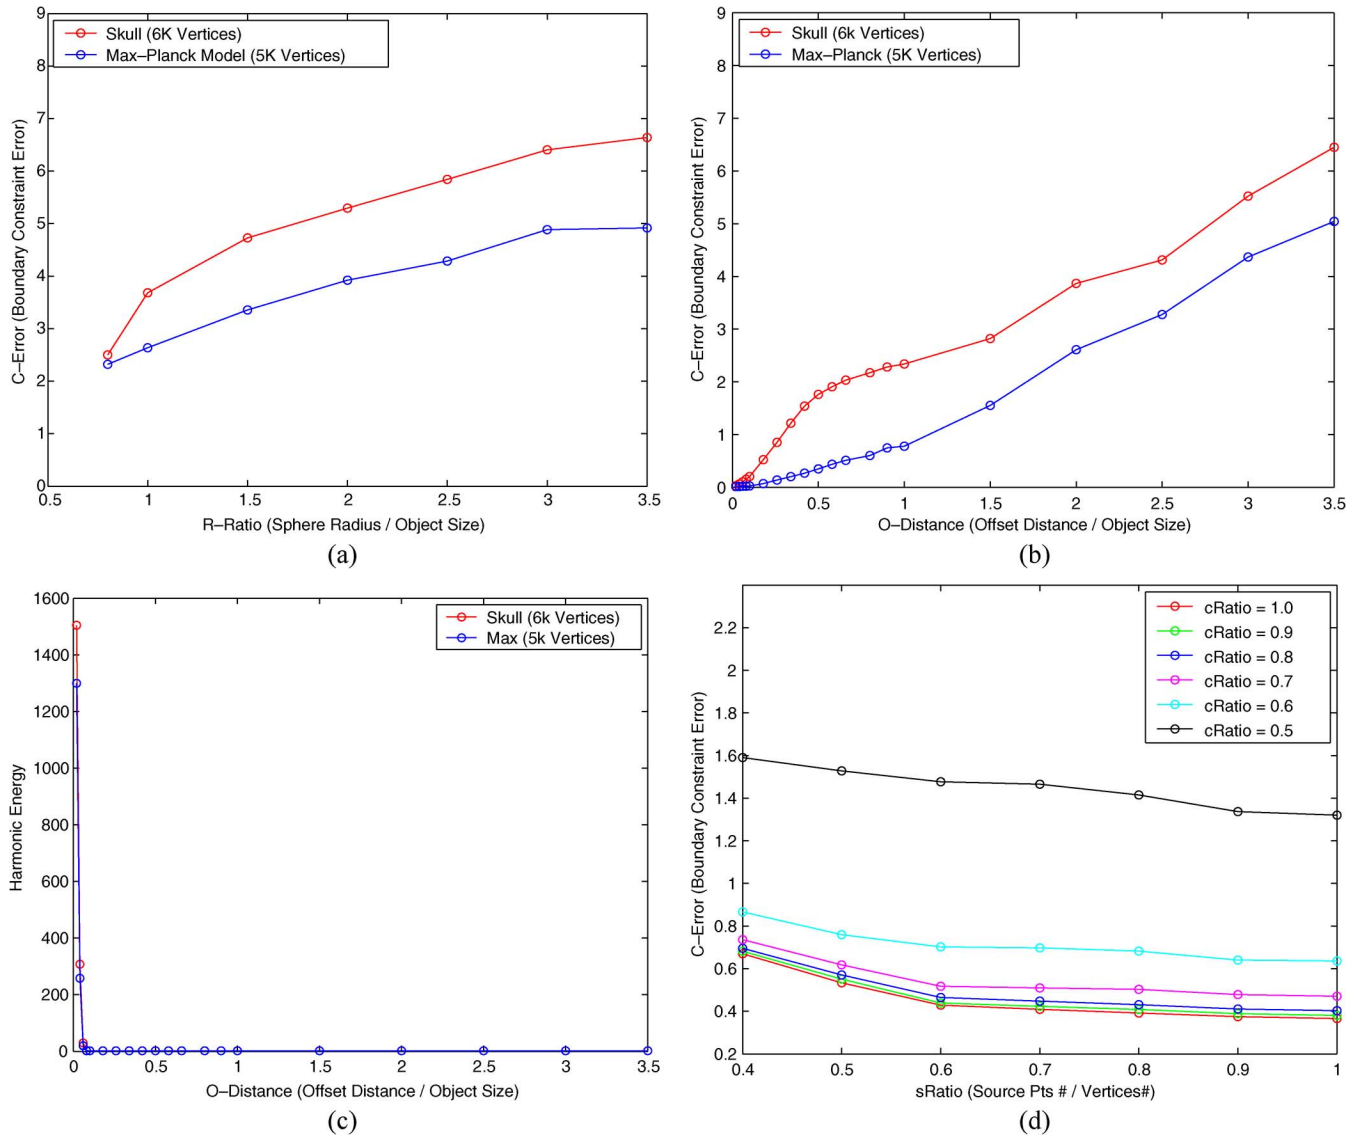 Skull (6K Vertices)
Max–Planck Model (5K Vertices)
C–Error (Boundary Constraint Error)
9
8
7
6
5
4
3
2
1
0
0.5 1 1.5 2 2.5 3 3.5
R–Ratio (Sphere Radius / Object Size)
(a)
Skull (6k Vertices)
Max–Planck (5K Vertices)
C–Error (Boundary Constraint Error)
9
8
7
6
5
4
3
2
1
0
0 0.5 1 1.5 2 2.5 3 3.5
O–Distance (Offset Distance / Object Size)
(b)
Skull (6k Vertices)
Max (5k Vertices)
Harmonic Energy
1600
1400
1200
1000
800
600
400
200
0
0 0.5 1 1.5 2 2.5 3 3.5
O–Distance (Offset Distance / Object Size)
(c)
cRatio = 1.0
cRatio = 0.9
cRatio = 0.8
cRatio = 0.7
cRatio = 0.6
cRatio = 0.5
C–Error (Boundary Constraint Error)
2.2
2
1.8
1.6
1.4
1.2
1
0.8
0.6
0.4
0.2
0.4 0.5 0.6 0.7 0.8 0.9 1
sRatio (Source Pts # / Vertices#)
(d)